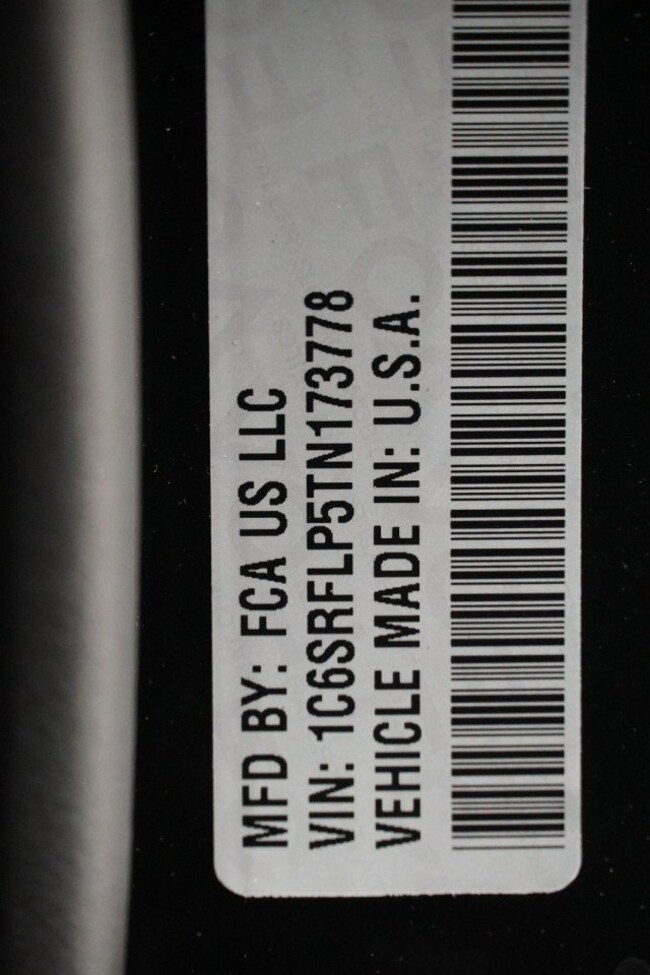 MFD BY: FCA US LLC
VIN: 1C6SRFLP5TN173778
VEHICLE MADE IN: U.S.A.